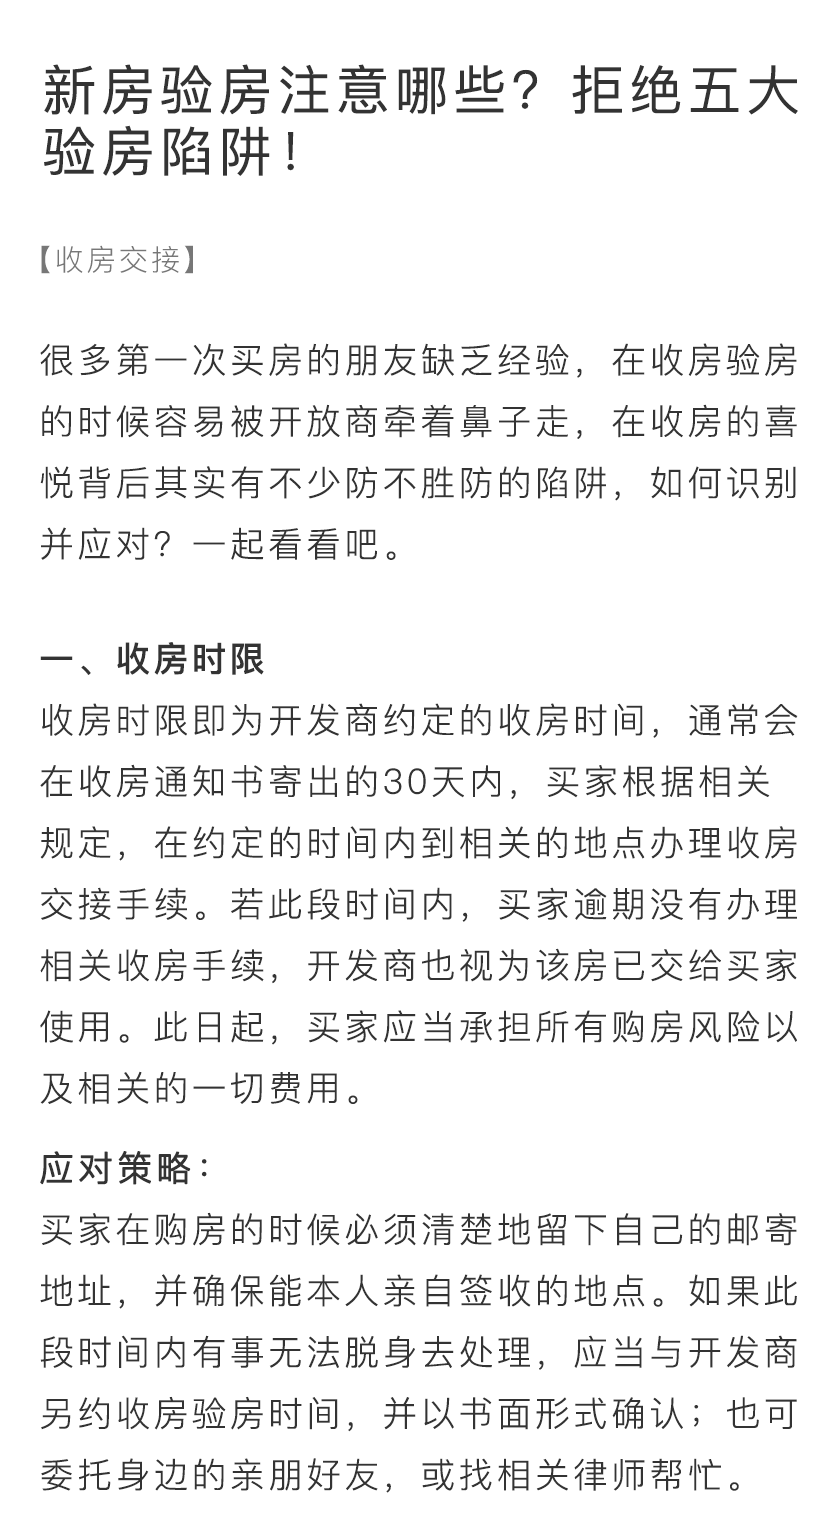 新房验房注意哪些？拒绝五大
验房陷阱！
【收房交接】
很多第一次买房的朋友缺乏经验，在收房验房
的时候容易被开放商牵着鼻子走，在收房的喜
悦背后其实有不少防不胜防的陷阱，如何识别
并应对？一起看看吧。
一、收房时限
收房时限即为开发商约定的收房时间，通常会
在收房通知书寄出的30天内，买家根据相关
规定，在约定的时间内到相关的地点办理收房
交接手续。若此段时间内，买家逾期没有办理
相关收房手续，开发商也视为该房已交给买家
使用。此日起，买家应当承担所有购房风险以
及相关的一切费用。
应对策略：
买家在购房的时候必须清楚地留下自己的邮寄
地址，并确保能本人亲自签收的地点。如果此
段时间内有事无法脱身去处理，应当与开发商
另约收房验房时间，并以书面形式确认；也可
委托身边的亲朋好友，或找相关律师帮忙。